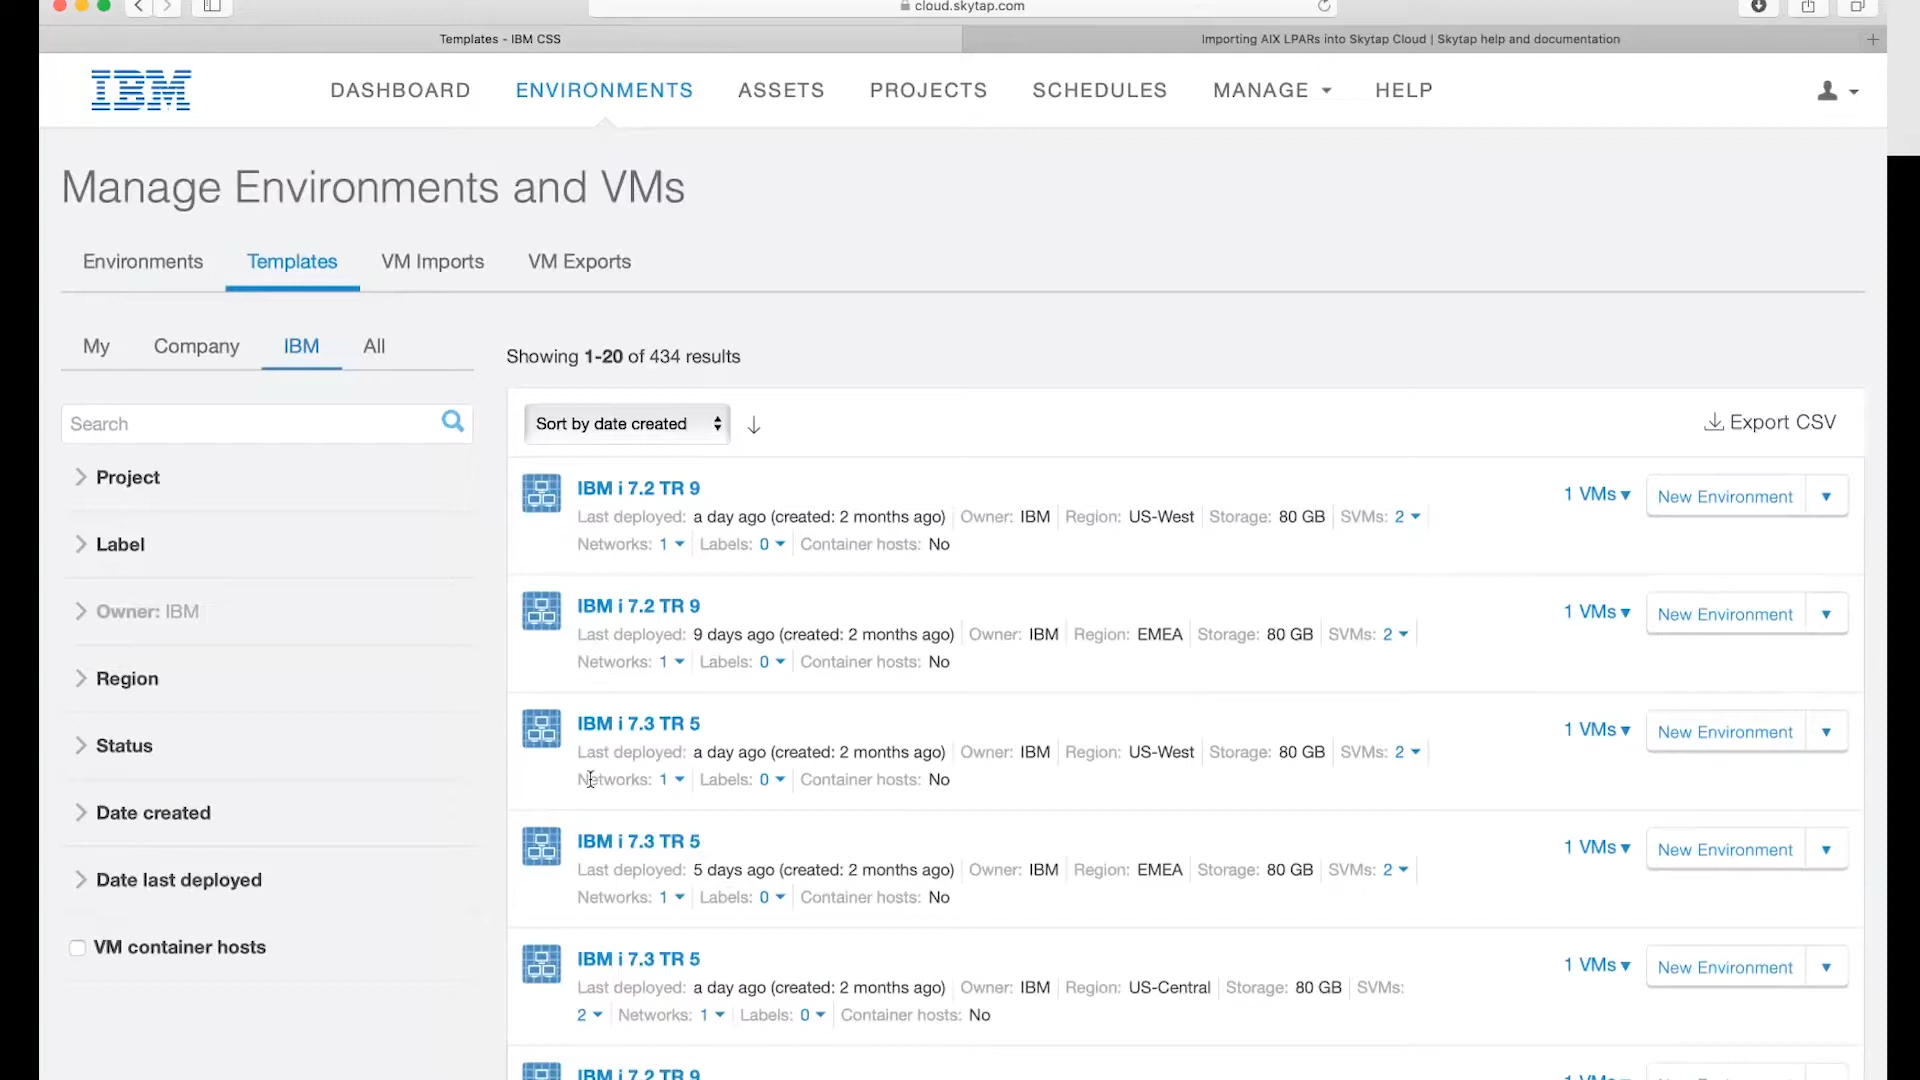 cloud.skytap.com
Templates - IBM CSS
Importing AIX LPARs into Skytap Cloud | Skytap help and documentation
IBM DASHBOARD ENVIRONMENTS ASSETS PROJECTS SCHEDULES MANAGE HELP
Manage Environments and VMs
Environments Templates VM Imports VM Exports
My Company IBM All
Showing 1-20 of 434 results
Search
Sort by date created
Export CSV
Project
Label
Owner: IBM
Region
Status
Date created
Date last deployed
VM container hosts
IBM i 7.2 TR 9
Last deployed: a day ago (created: 2 months ago) Owner: IBM Region: US-West Storage: 80 GB SVMs: 2
Networks: 1 Labels: 0 Container hosts: No
1 VMs New Environment
IBM i 7.2 TR 9
Last deployed: 9 days ago (created: 2 months ago) Owner: IBM Region: EMEA Storage: 80 GB SVMs: 2
Networks: 1 Labels: 0 Container hosts: No
1 VMs New Environment
IBM i 7.3 TR 5
Last deployed: a day ago (created: 2 months ago) Owner: IBM Region: US-West Storage: 80 GB SVMs: 2
Networks: 1 Labels: 0 Container hosts: No
1 VMs New Environment
IBM i 7.3 TR 5
Last deployed: 5 days ago (created: 2 months ago) Owner: IBM Region: EMEA Storage: 80 GB SVMs: 2
Networks: 1 Labels: 0 Container hosts: No
1 VMs New Environment
IBM i 7.3 TR 5
Last deployed: a day ago (created: 2 months ago) Owner: IBM Region: US-Central Storage: 80 GB SVMs:
2 Networks: 1 Labels: 0 Container hosts: No
1 VMs New Environment
IBM i 7.2 TR 9